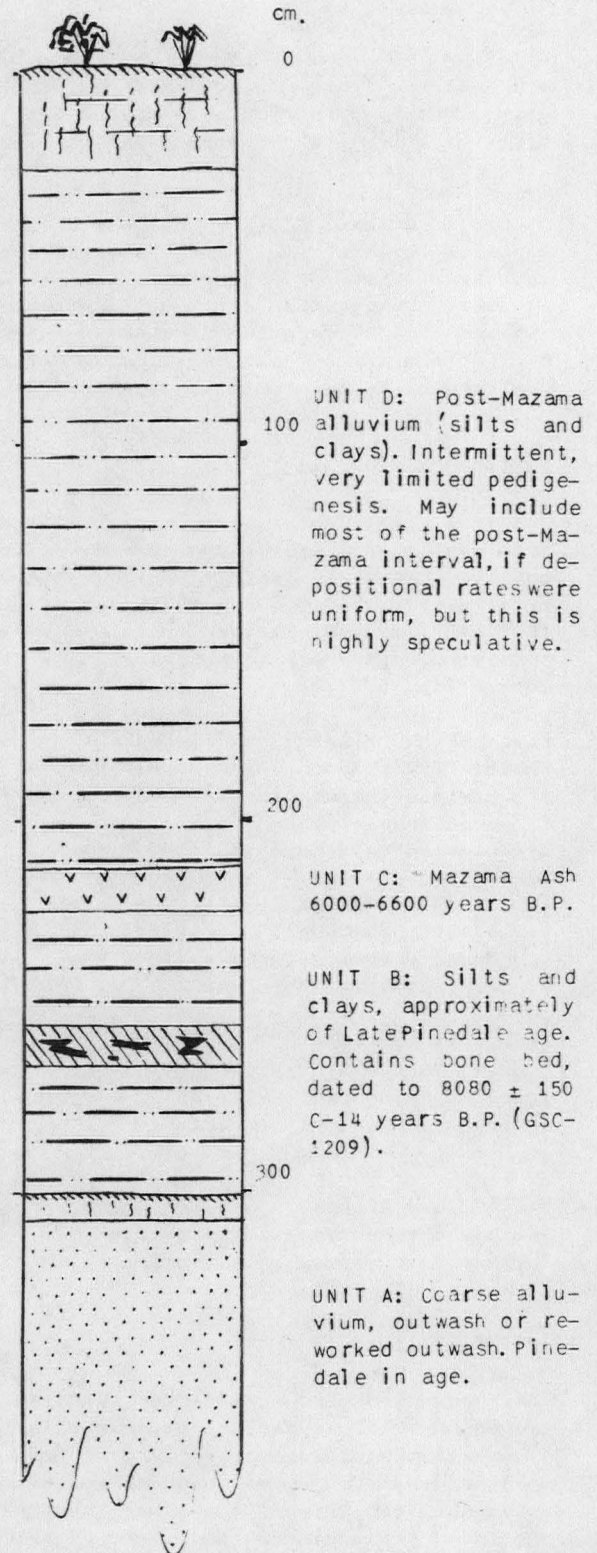 cm.
0
UNIT D: Post-Mazama
100 alluvium (silts and
clays). Intermittent,
very limited pedige-
nesis. May include
most of the post-Ma-
zama interval, if de-
positional rates were
uniform, but this is
highly speculative.
200
UNIT C: Mazama Ash
6000-6600 years B.P.
UNIT B: Silts and
clays, approximately
of Late Pinedale age.
Contains bone bed,
dated to 8080 ± 150
C-14 years B.P. (GSC-
1209).
300
UNIT A: Coarse allu-
vium, outwash or re-
worked outwash. Pine-
dale in age.